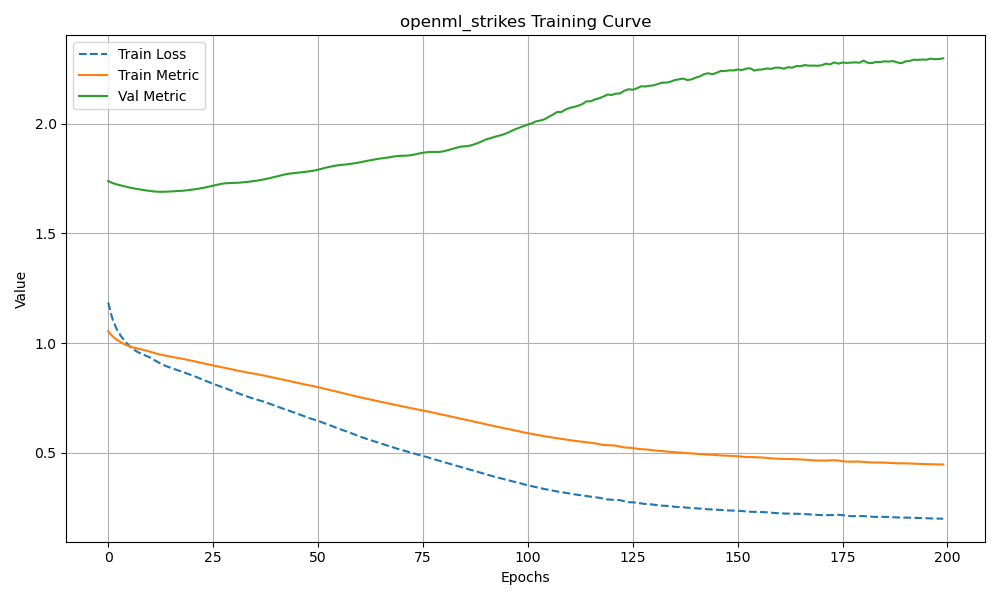 openml_strikes Training Curve
Train Loss
Train Metric
Val Metric
Value
2.0
1.5
1.0
0.5
0 25 50 75 100 125 150 175 200
Epochs